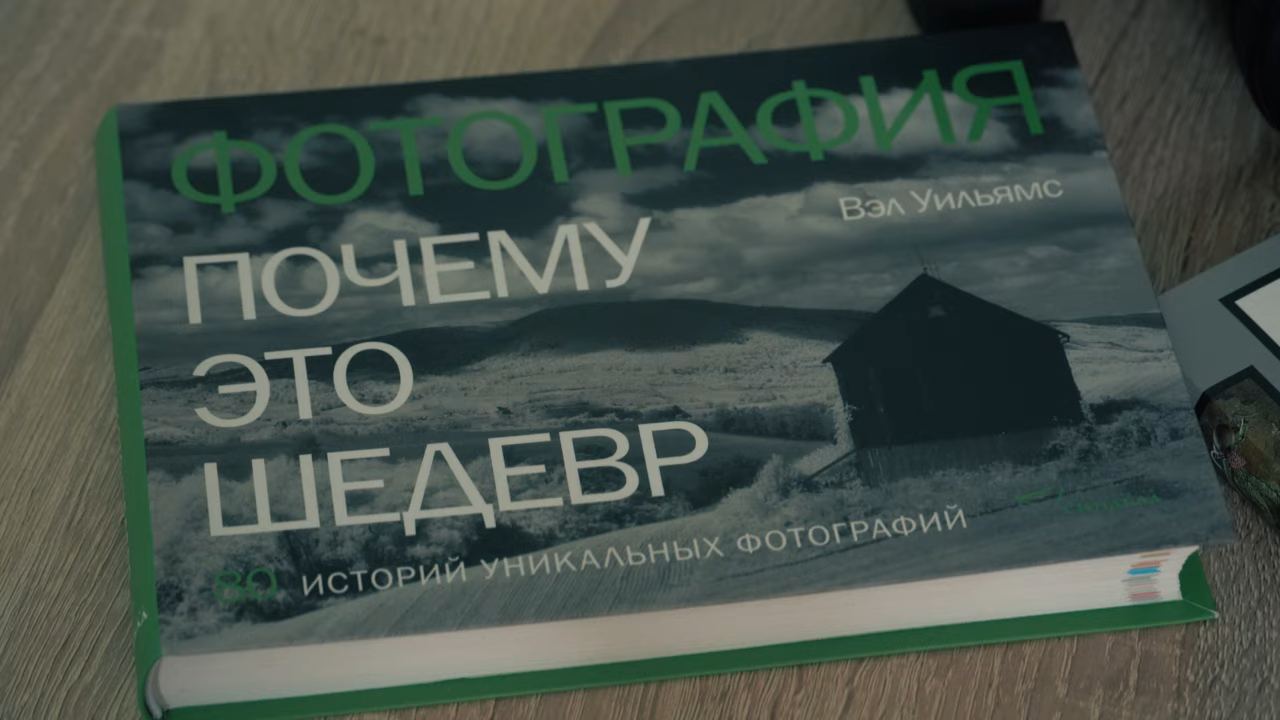 ФОТОГРАФИЯ
Вэл Уильямс
ПОЧЕМУ
ЭТО
ШЕДЕВР
80 ИСТОРИЙ УНИКАЛЬНЫХ ФОТОГРАФИЙ